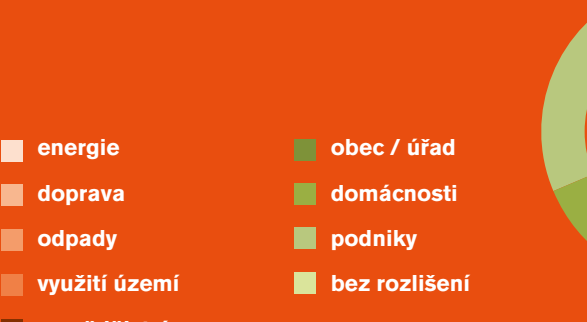 energie
doprava
odpady
využití území
obec / úřad
domácnosti
podniky
bez rozlišení